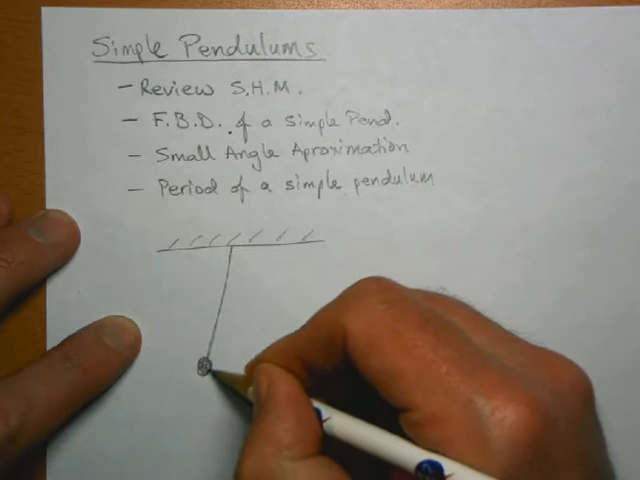 Simple Pendulums
- Review S.H.M.
- F.B.D. of a simple Pend.
- Small Angle Aproximation
- Period of a simple pendulum